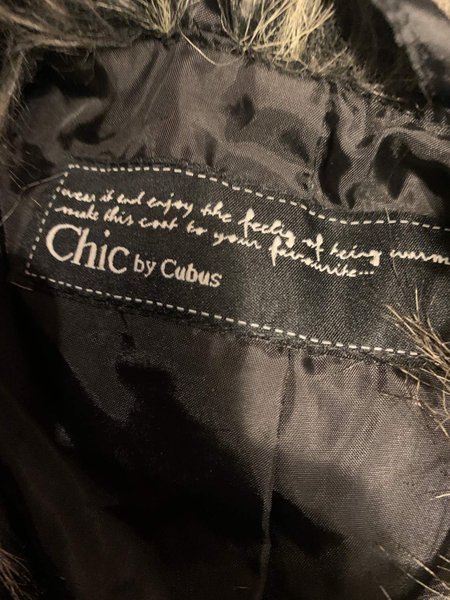 wear it and enjoy the feeling of being warm
make this coat to your favourite...
Chic by Cubus